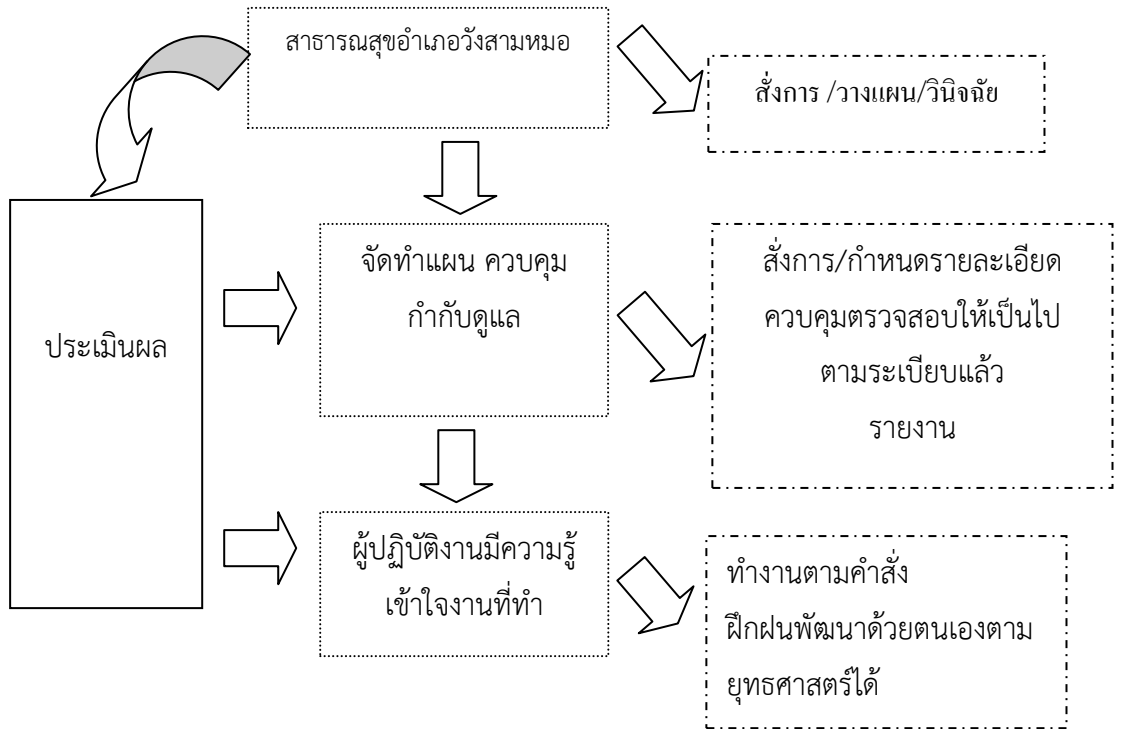 สาธารณสุขอำเภอวังสามหมอ
สั่งการ /วางแผน/วินิจฉัย
จัดทำแผน ควบคุม
กำกับดูแล
สั่งการ/กำหนดรายละเอียด
ควบคุมตรวจสอบให้เป็นไป
ตามระเบียบแล้ว
รายงาน
ประเมินผล
ผู้ปฏิบัติงานมีความรู้
เข้าใจงานที่ทำ
ทำงานตามคำสั่ง
ฝึกฝนพัฒนาด้วยตนเองตาม
ยุทธศาสตร์ได้